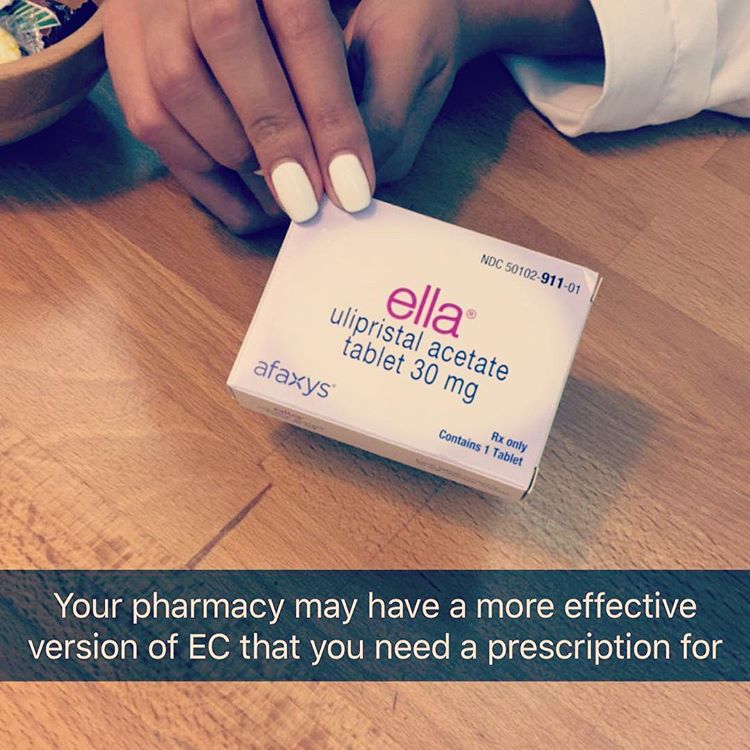 NDC 50102-911-01
ella®
ulipristal acetate
tablet 30 mg
afaxys®
Rx only
Contains 1 Tablet
Your pharmacy may have a more effective
version of EC that you need a prescription for